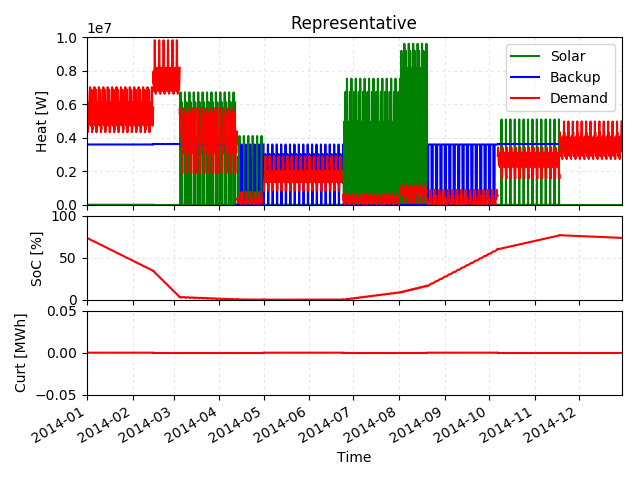 Representative
1e7
1.0
0.8
0.6
0.4
0.2
0.0
Heat [W]
Solar
Backup
Demand
100
50
0
SoC [%]
0.05
0.00
−0.05
Curt [MWh]
2014-01
2014-02
2014-03
2014-04
2014-05
2014-06
2014-07
2014-08
2014-09
2014-10
2014-11
2014-12
Time